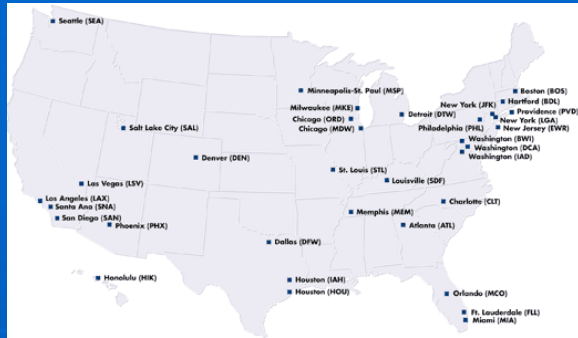 Seattle (SEA)
Minneapolis-St. Paul (MSP)
Boston (BOS)
Hartford (BDL)
New York (JFK)
Milwaukee (MKE)
Providence (PVD)
Detroit (DTW)
Chicago (ORD)
New York (LGA)
Salt Lake City (SAL)
Chicago (MDW)
Philadelphia (PHL)
New Jersey (EWR)
Washington (BWI)
Washington (DCA)
Washington (IAD)
Denver (DEN)
St. Louis (STL)
Las Vegas (LSV)
Louisville (SDF)
Los Angeles (LAX)
Santa Ana (SNA)
Charlotte (CLT)
Memphis (MEM)
San Diego (SAN)
Phoenix (PHX)
Atlanta (ATL)
Dallas (DFW)
Honolulu (HIK)
Houston (IAH)
Houston (HOU)
Orlando (MCO)
Ft. Lauderdale (FLL)
Miami (MIA)